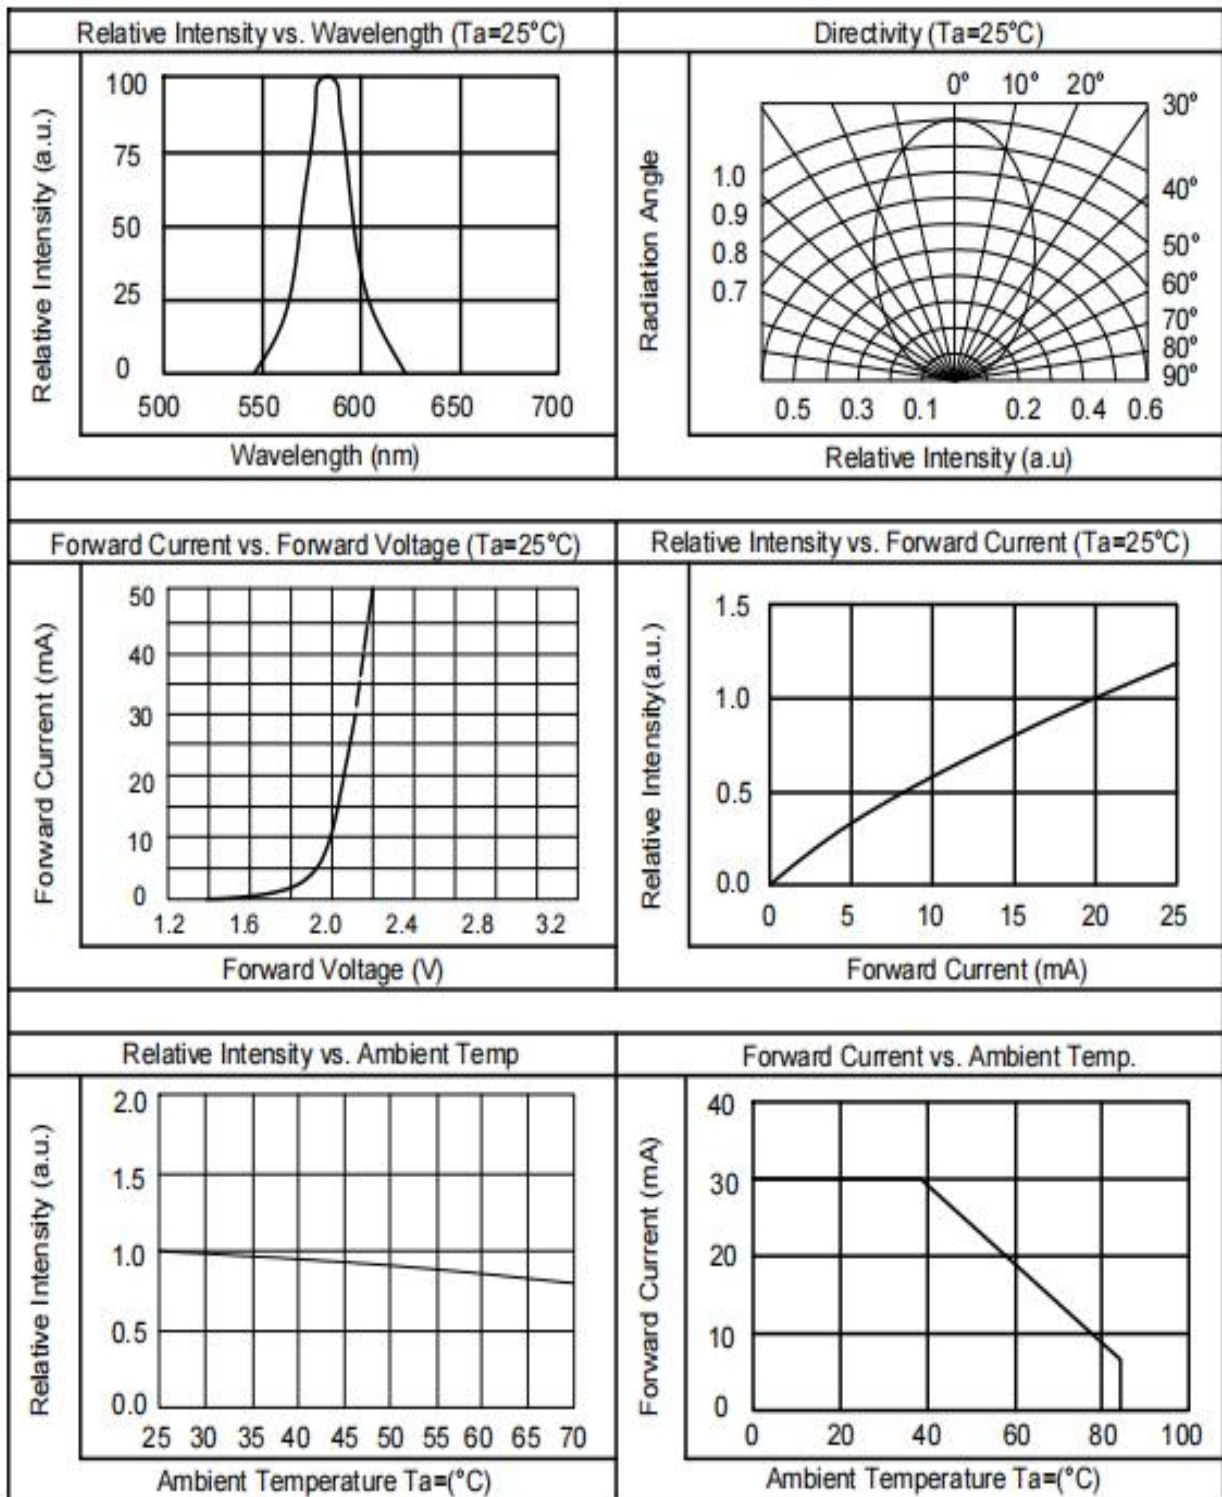 Relative Intensity vs. Wavelength (Ta=25°C)
Relative Intensity (a.u.)
100
75
50
25
0
500 550 600 650 700
Wavelength (nm)
Directivity (Ta=25°C)
Radiation Angle
0° 10° 20°
30°
40°
50°
60°
70°
80°
90°
1.0
0.9
0.8
0.7
0.5 0.3 0.1 0.2 0.4 0.6
Relative Intensity (a.u)
Forward Current vs. Forward Voltage (Ta=25°C)
Forward Current (mA)
50
40
30
20
10
0
1.2 1.6 2.0 2.4 2.8 3.2
Forward Voltage (V)
Relative Intensity vs. Forward Current (Ta=25°C)
Relative Intensity(a.u.)
1.5
1.0
0.5
0.0
0 5 10 15 20 25
Forward Current (mA)
Relative Intensity vs. Ambient Temp
Relative Intensity (a.u.)
2.0
1.5
1.0
0.5
0.0
25 30 35 40 45 50 55 60 65 70
Ambient Temperature Ta=(°C)
Forward Current vs. Ambient Temp.
Forward Current (mA)
40
30
20
10
0
0 20 40 60 80 100
Ambient Temperature Ta=(°C)